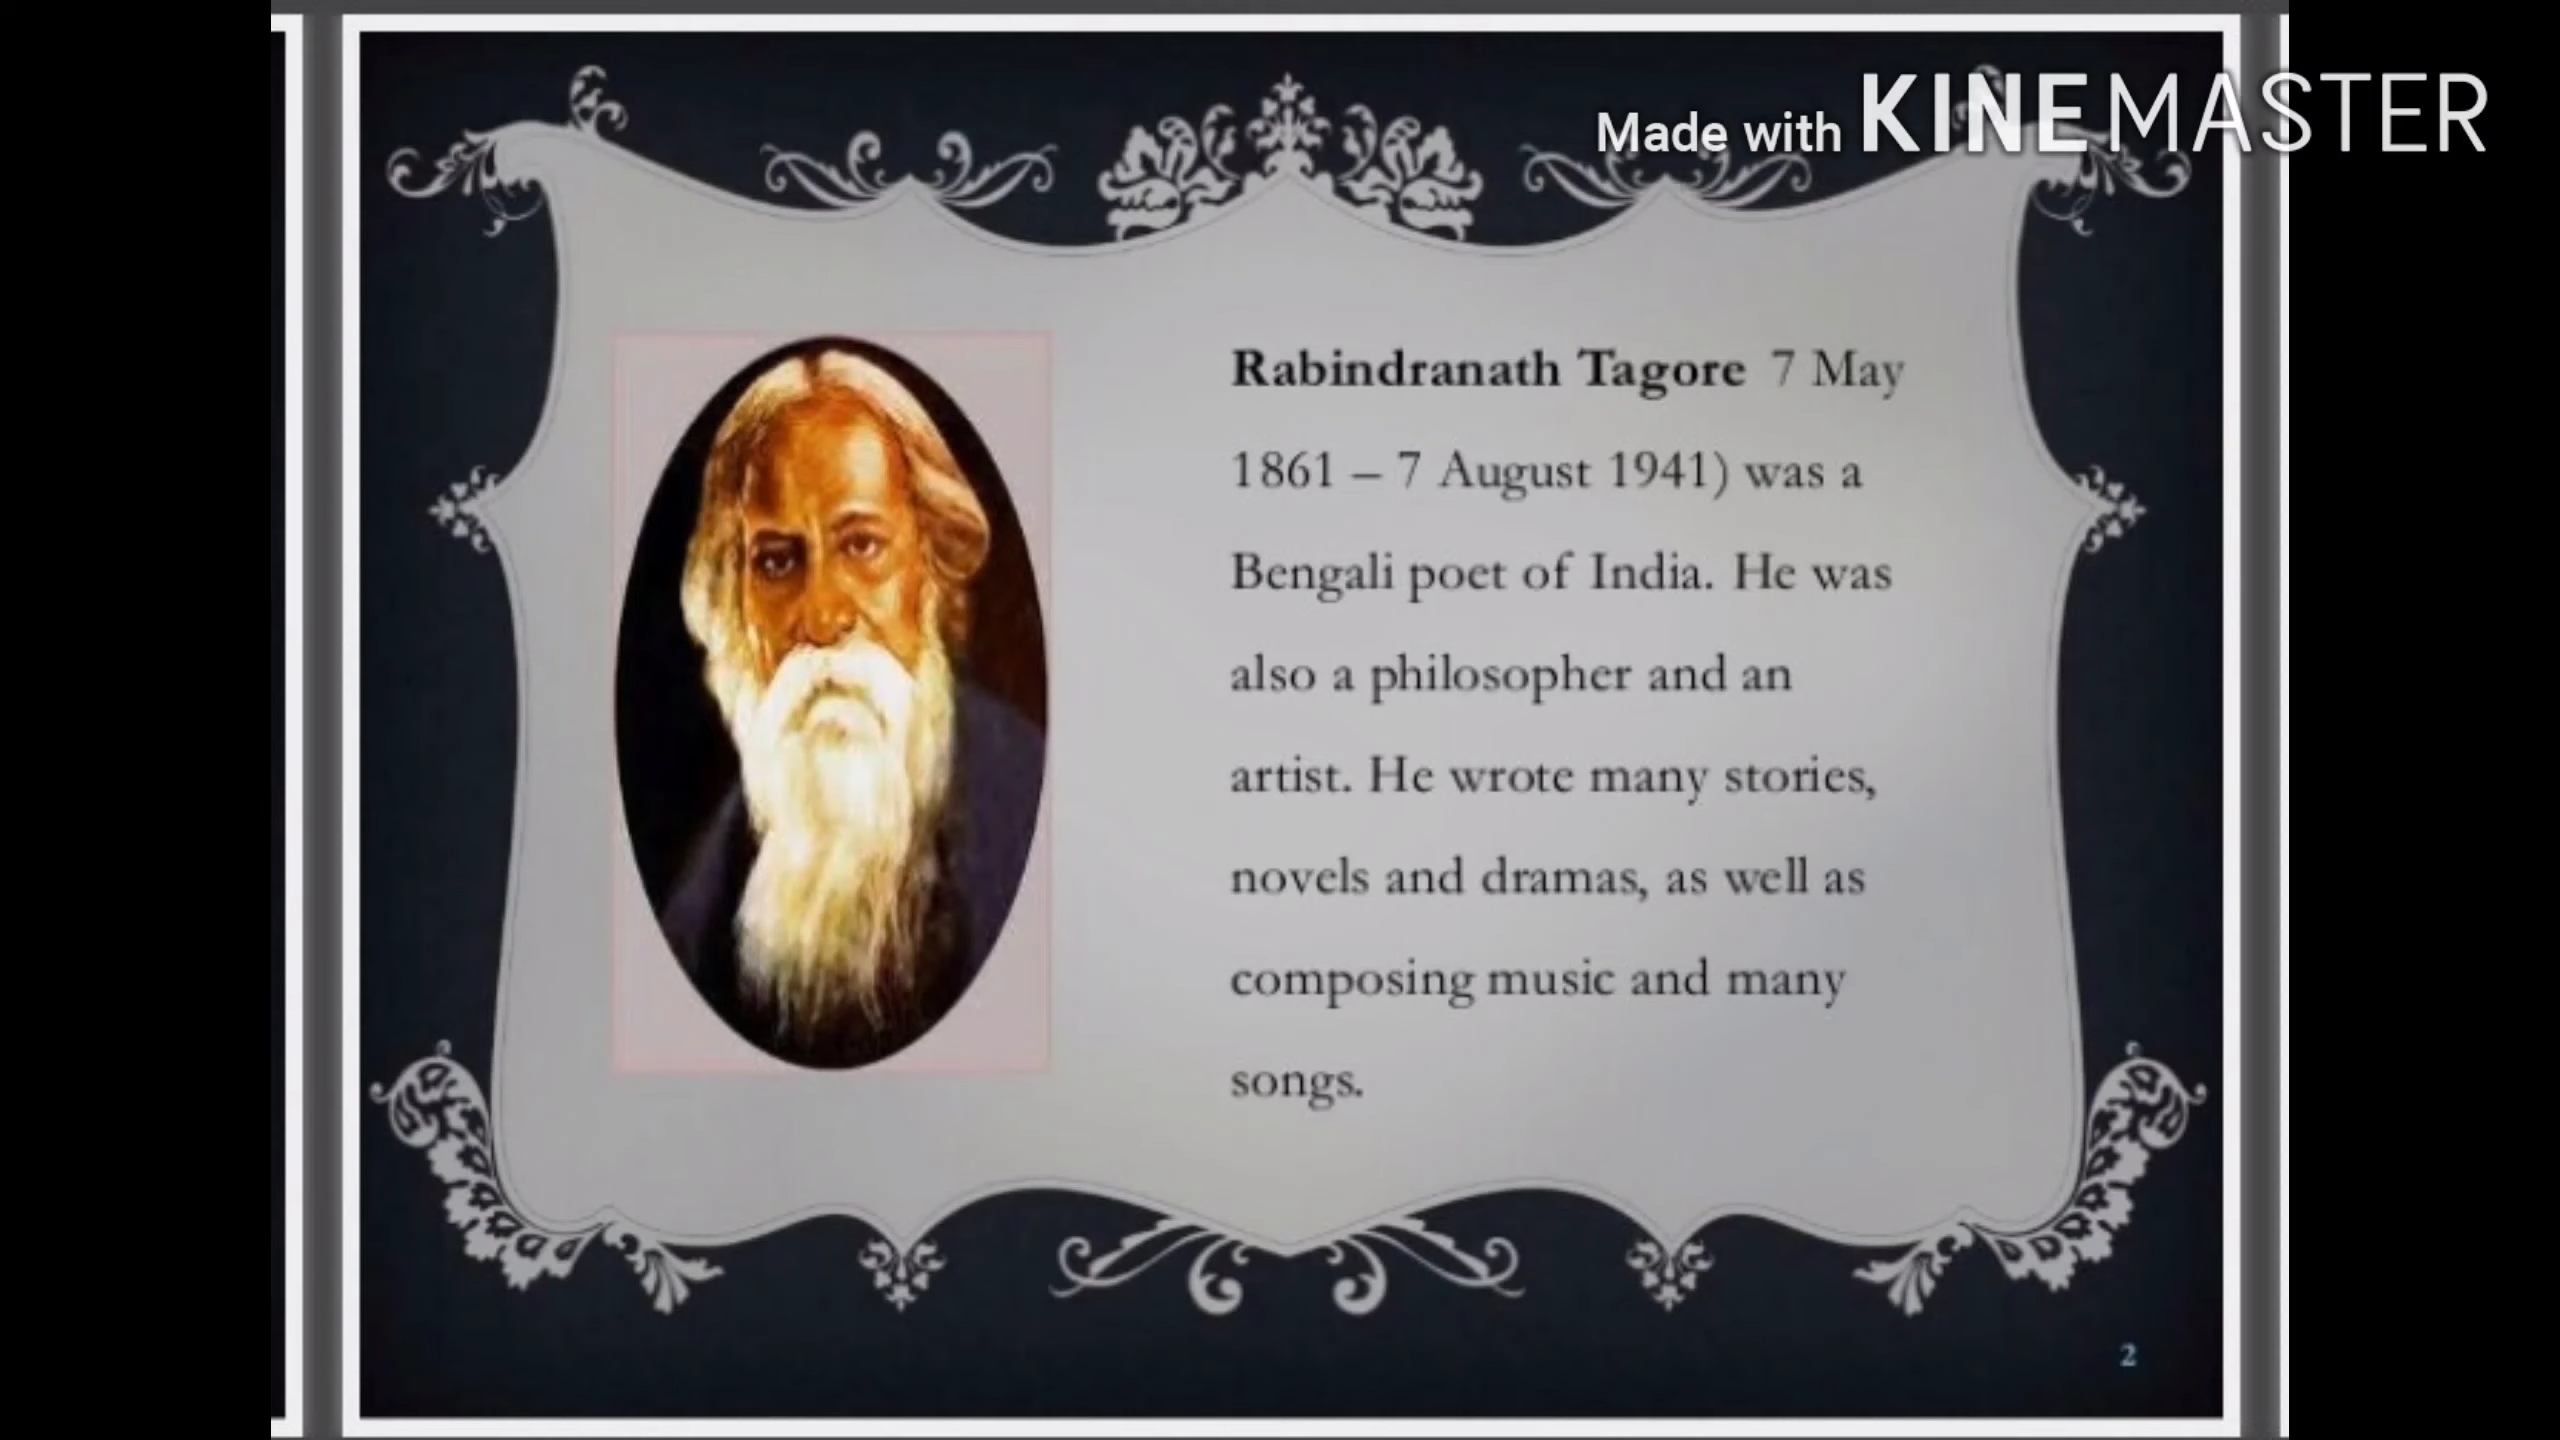 Made with KINEMASTER
Rabindranath Tagore 7 May
1861 – 7 August 1941) was a
Bengali poet of India. He was
also a philosopher and an
artist. He wrote many stories,
novels and dramas, as well as
composing music and many
songs.
2